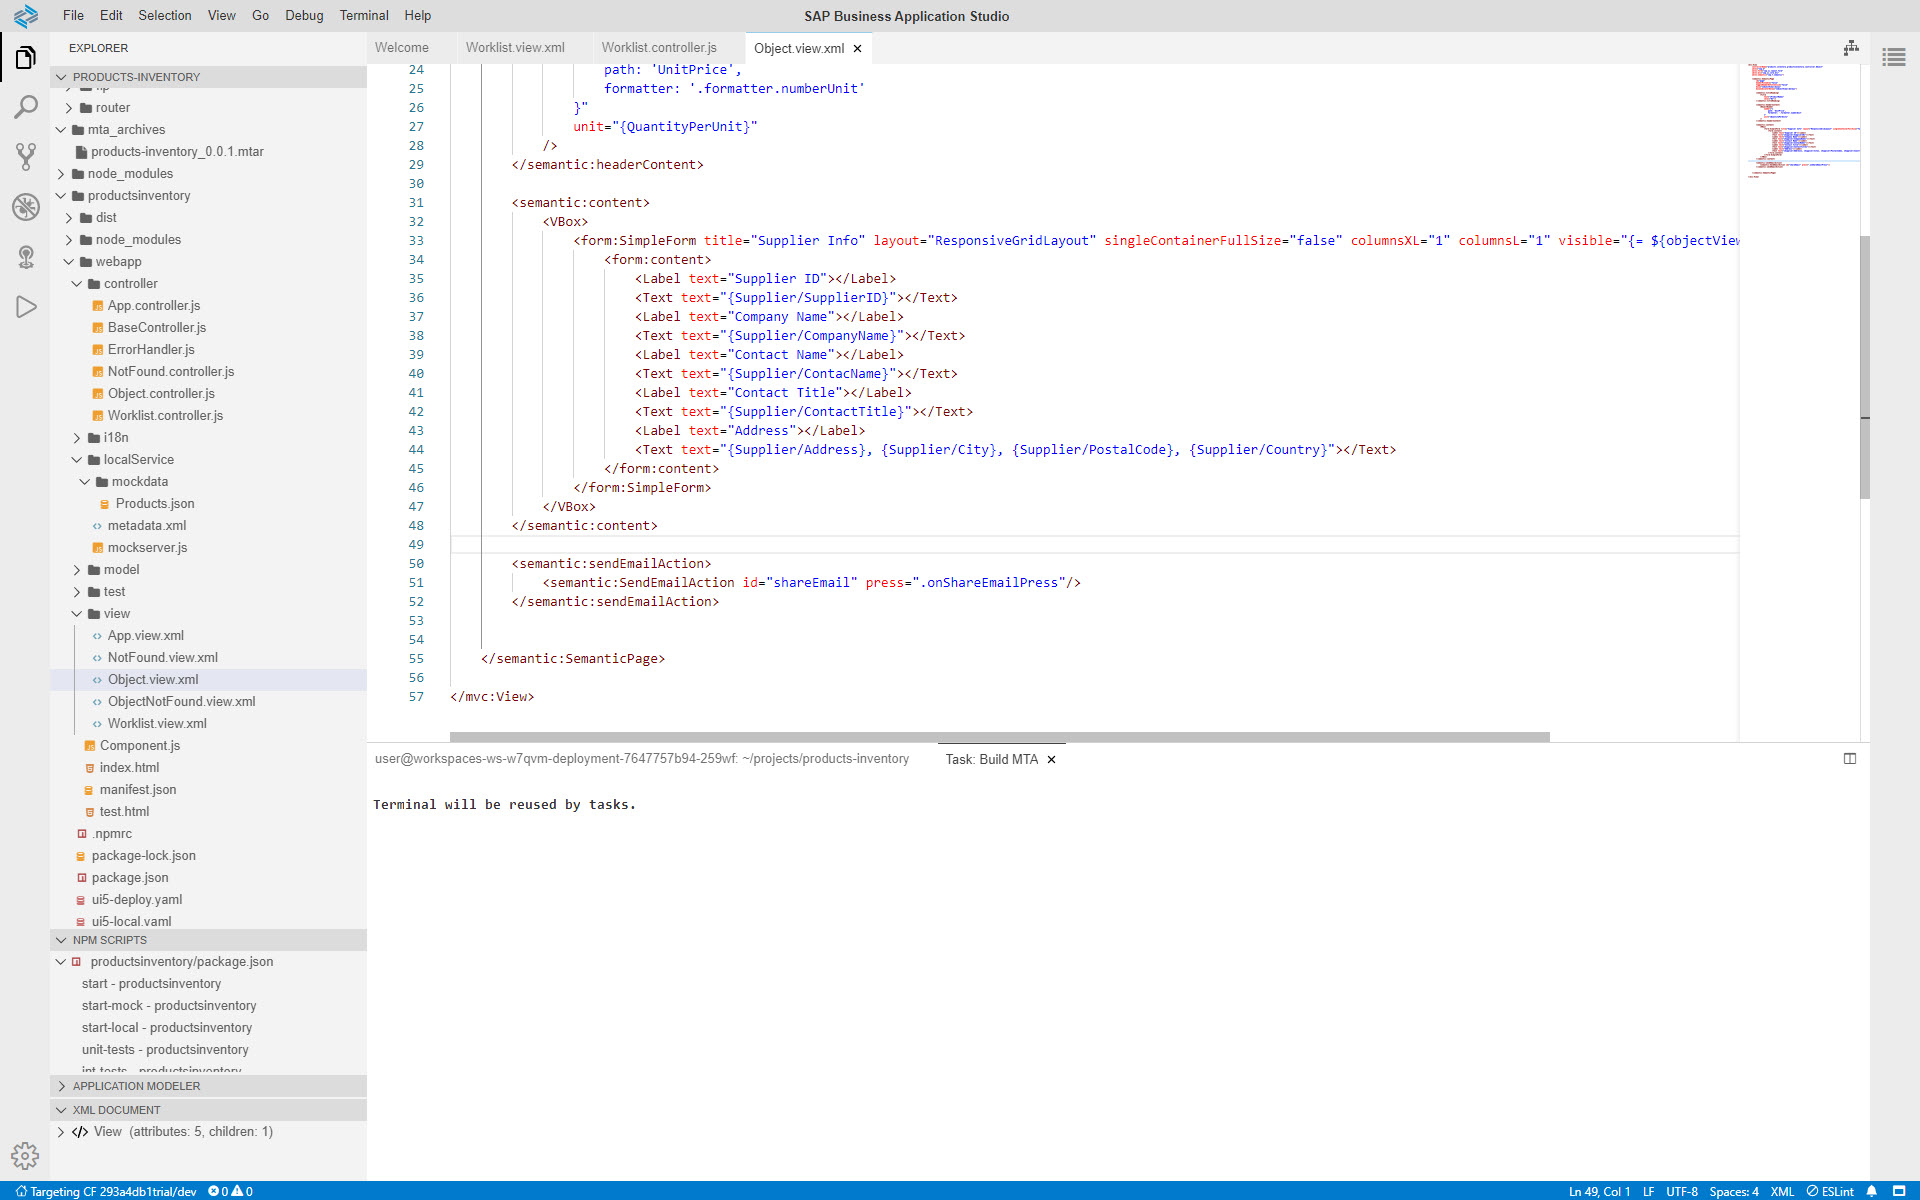 File Edit Selection View Go Debug Terminal Help
SAP Business Application Studio
EXPLORER
PRODUCTS-INVENTORY
router
mta_archives
products-inventory_0.0.1.mtar
node_modules
productsinventory
dist
node_modules
webapp
controller
App.controller.js
BaseController.js
ErrorHandler.js
NotFound.controller.js
Object.controller.js
Worklist.controller.js
i18n
localService
mockdata
Products.json
metadata.xml
mockserver.js
model
test
view
App.view.xml
NotFound.view.xml
Object.view.xml
ObjectNotFound.view.xml
Worklist.view.xml
Component.js
index.html
manifest.json
test.html
.npmrc
package-lock.json
package.json
ui5-deploy.yaml
ui5-local.yaml
NPM SCRIPTS
productsinventory/package.json
start - productsinventory
start-mock - productsinventory
start-local - productsinventory
unit-tests - productsinventory
int-tests - productsinventory
APPLICATION MODELER
XML DOCUMENT
View (attributes: 5, children: 1)
Welcome Worklist.view.xml Worklist.controller.js Object.view.xml
24 path: 'UnitPrice',
25 formatter: '.formatter.numberUnit'
26 }"
27 unit="{QuantityPerUnit}"
28 />
29 </semantic:headerContent>
30
31 <semantic:content>
32 <VBox>
33 <form:SimpleForm title="Supplier Info" layout="ResponsiveGridLayout" singleContainerFullSize="false" columnsXL="1" columnsL="1" visible="{= ${objectView
34 <form:content>
35 <Label text="Supplier ID"></Label>
36 <Text text="{Supplier/SupplierID}"></Text>
37 <Label text="Company Name"></Label>
38 <Text text="{Supplier/CompanyName}"></Text>
39 <Label text="Contact Name"></Label>
40 <Text text="{Supplier/ContacName}"></Text>
41 <Label text="Contact Title"></Label>
42 <Text text="{Supplier/ContactTitle}"></Text>
43 <Label text="Address"></Label>
44 <Text text="{Supplier/Address}, {Supplier/City}, {Supplier/PostalCode}, {Supplier/Country}"></Text>
45 </form:content>
46 </form:SimpleForm>
47 </VBox>
48 </semantic:content>
49
50 <semantic:sendEmailAction>
51 <semantic:SendEmailAction id="shareEmail" press=".onShareEmailPress"/>
52 </semantic:sendEmailAction>
53
54
55 </semantic:SemanticPage>
56
57 </mvc:View>
user@workspaces-ws-w7qvm-deployment-7647757b94-259wf: ~/projects/products-inventory Task: Build MTA
Terminal will be reused by tasks.
Targeting CF 293a4db1trial/dev 0 0 Ln 49, Col 1 LF UTF-8 Spaces: 4 XML ESLint